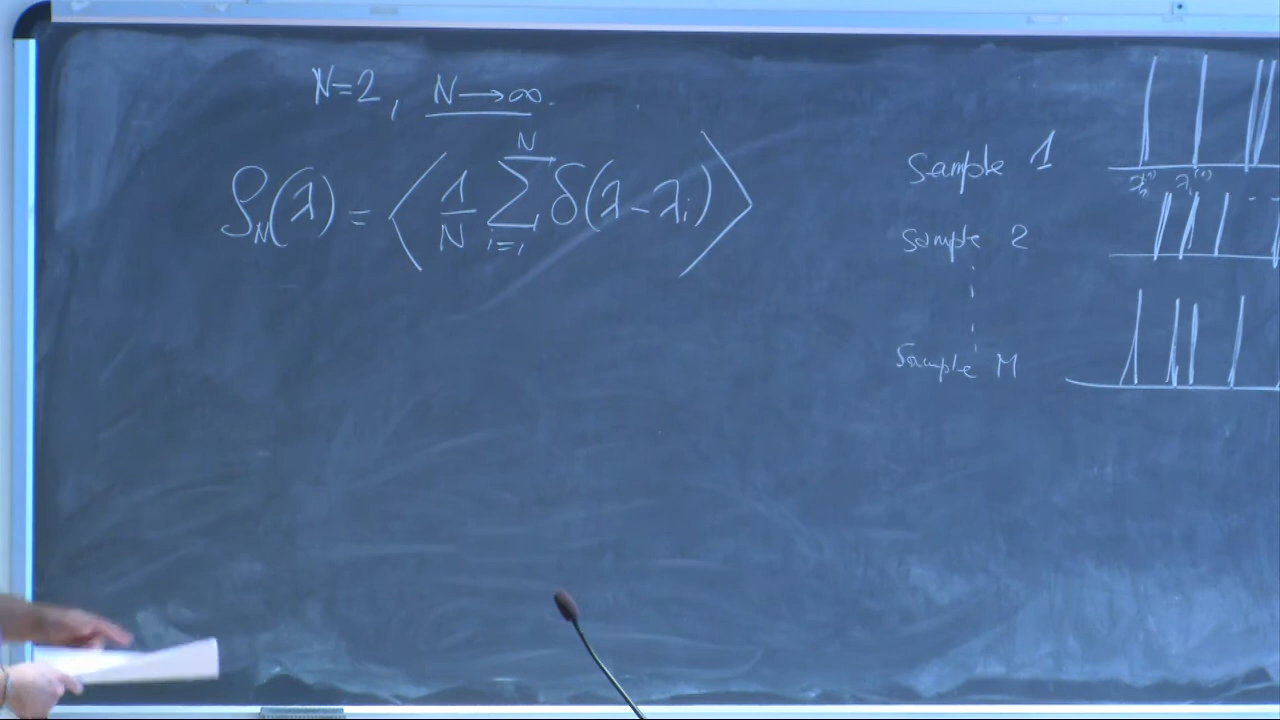 N=2, N→∞.
ρ_N(λ) = ⟨ 1/N ∑_{i=1}^{N} δ(λ-λ_i) ⟩
Sample 1
Sample 2
Sample M